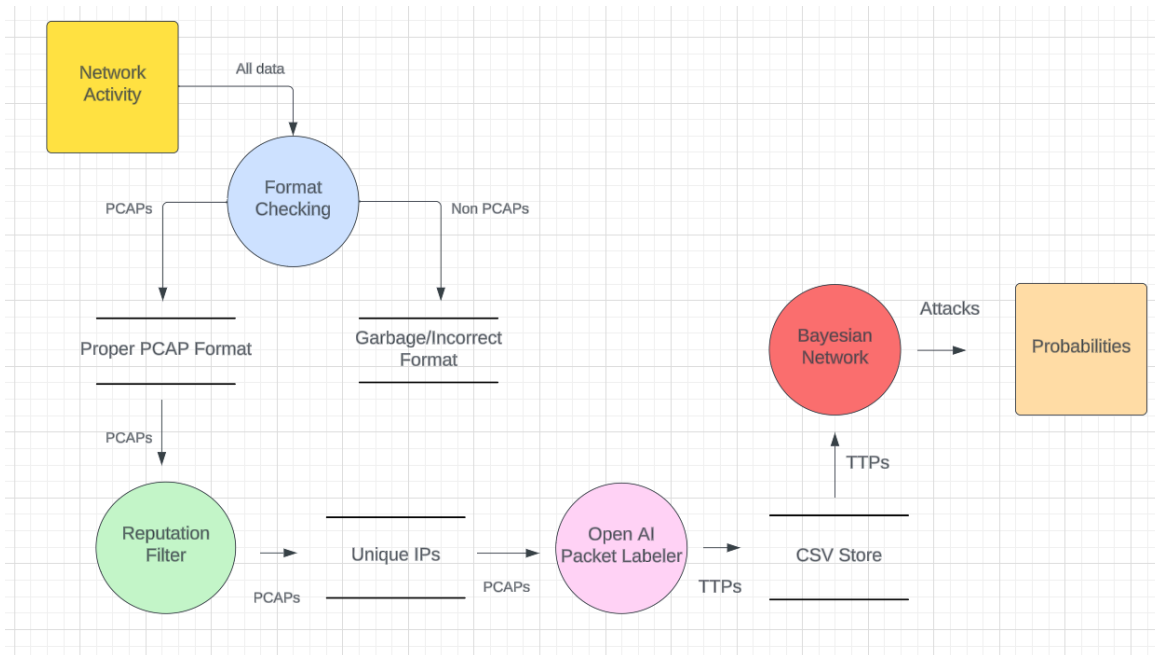 Network
Activity
All data
Format
Checking
PCAPs
Non PCAPs
Proper PCAP Format
Garbage/Incorrect
Format
PCAPs
Reputation
Filter
PCAPs
Unique IPs
PCAPs
Open AI
Packet Labeler
TTPs
CSV Store
TTPs
Bayesian
Network
Attacks
Probabilities